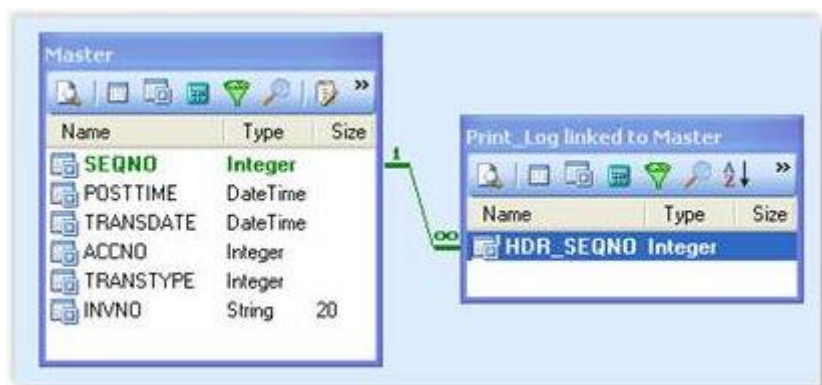 Master
»
Name Type Size
SEQNO Integer
POSTTIME DateTime
TRANSDATE DateTime
ACCNO Integer
TRANSTYPE Integer
INVNO String 20
1
∞
Print_Log linked to Master
A Z »
Name Type Size
HDR_SEQNO Integer